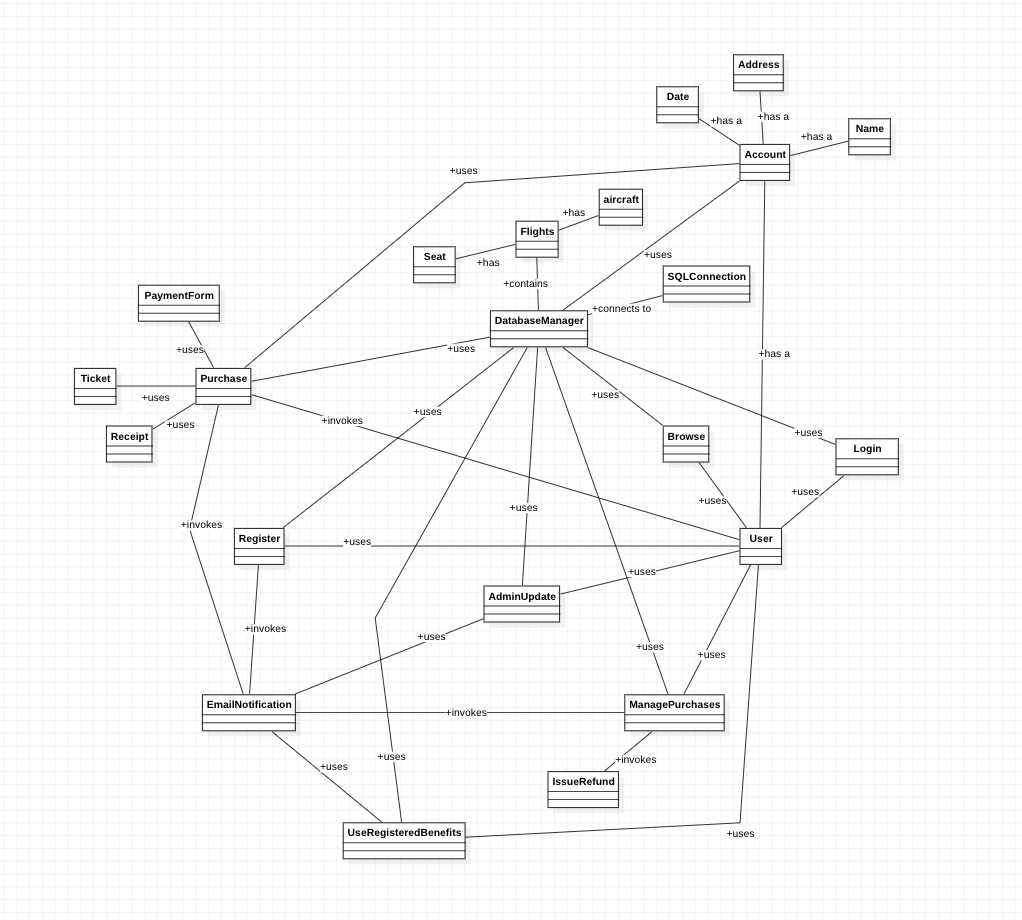 Address
Date
+has a
+has a
Name
+has a
Account
+uses
aircraft
+has
Flights
Seat
+has
+uses
SQLConnection
+contains
PaymentForm
+connects to
DatabaseManager
+uses
+uses
+has a
Ticket
Purchase
+uses
+uses
Receipt
+uses
+uses
+invokes
Browse
+uses
Login
+uses
+uses
+uses
+invokes
Register
+uses
User
+uses
AdminUpdate
+invokes
+uses
+uses
+uses
EmailNotification
+invokes
ManagePurchases
+uses
+uses
+invokes
IssueRefund
UseRegisteredBenefits
+uses